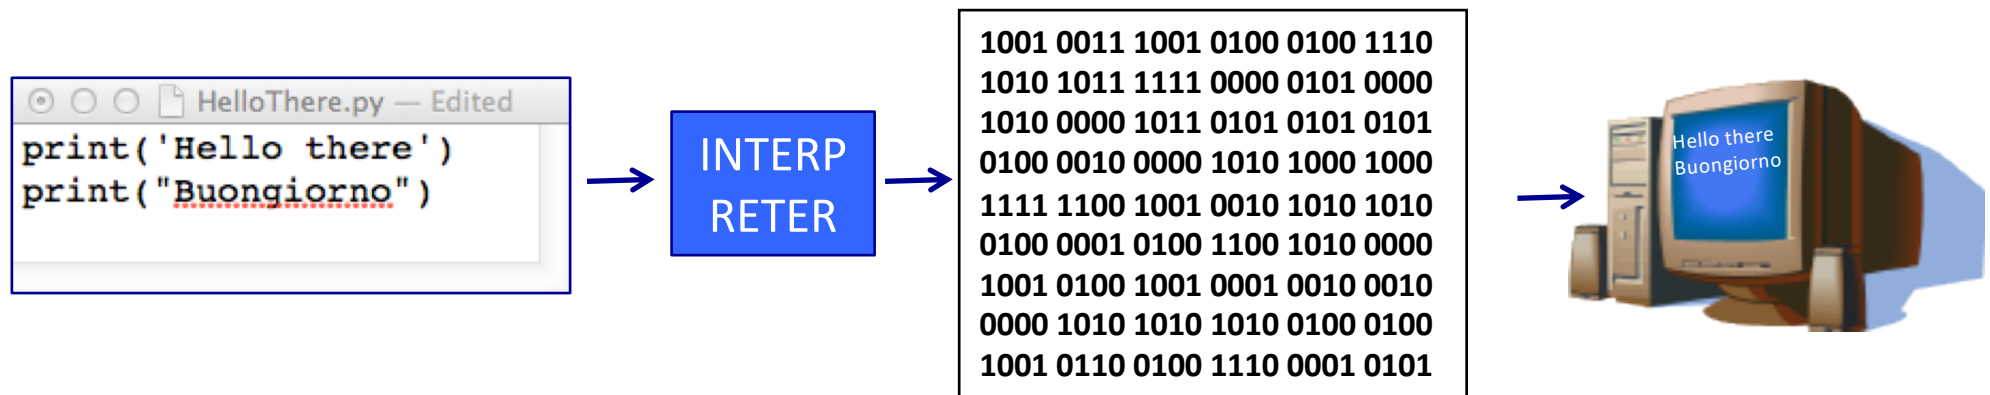 HelloThere.py — Edited
print('Hello there')
print("Buongiorno")
INTERP
RETER
1001 0011 1001 0100 0100 1110
1010 1011 1111 0000 0101 0000
1010 0000 1011 0101 0101 0101
0100 0010 0000 1010 1000 1000
1111 1100 1001 0010 1010 1010
0100 0001 0100 1100 1010 0000
1001 0100 1001 0001 0010 0010
0000 1010 1010 1010 0100 0100
1001 0110 0100 1110 0001 0101
Hello there
Buongiorno